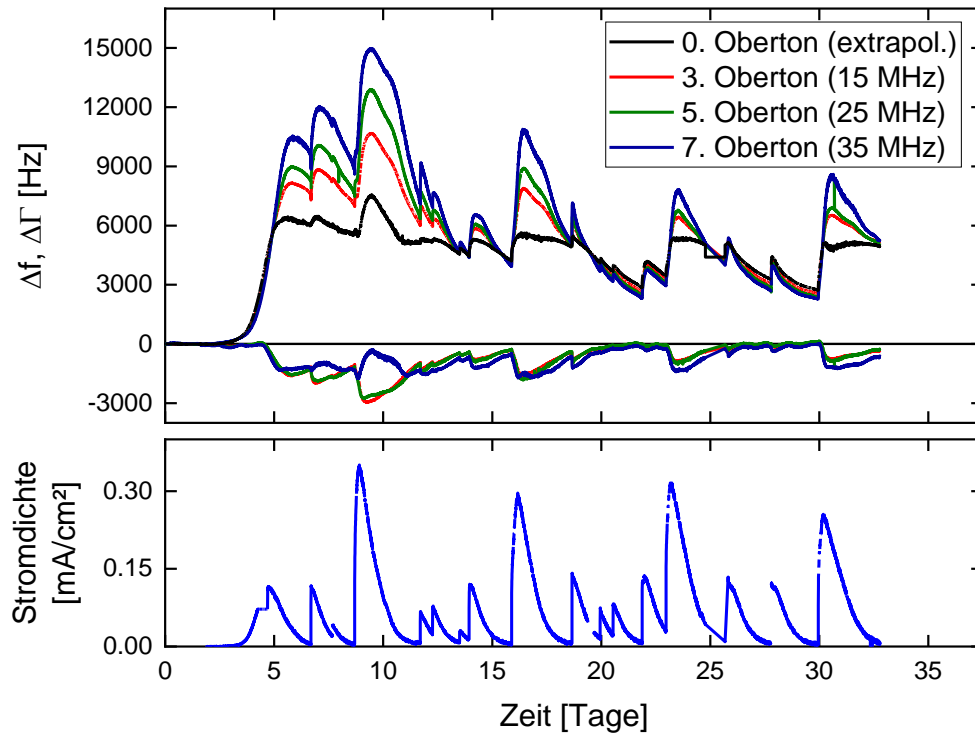 15000
12000
9000
6000
3000
0
-3000
Δf, ΔΓ [Hz]
0. Oberton (extrapol.)
3. Oberton (15 MHz)
5. Oberton (25 MHz)
7. Oberton (35 MHz)
0.30
0.15
0.00
Stromdichte
[mA/cm²]
0 5 10 15 20 25 30 35
Zeit [Tage]